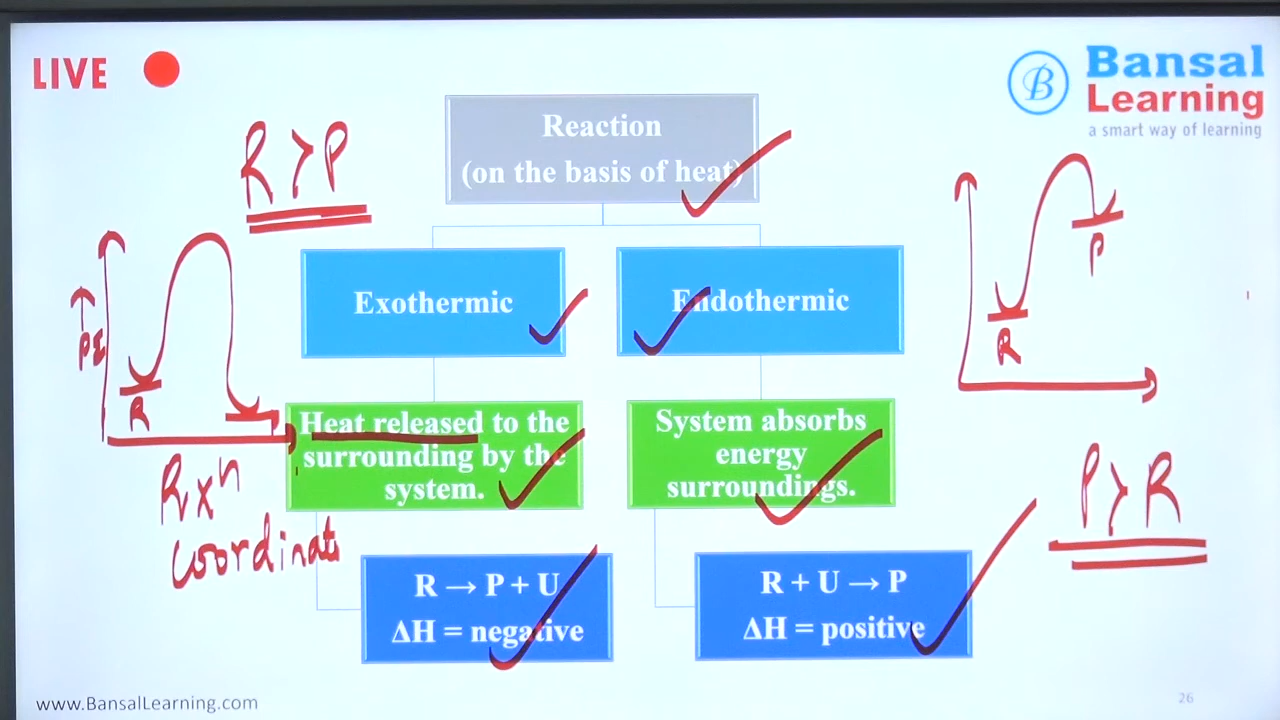 LIVE
Bansal
Learning
a smart way of learning
Reaction
(on the basis of heat)
R > P
Exothermic
Endothermic
PE
R
R
P
Heat released to the
surrounding by the
system.
System absorbs
energy
surroundings.
Rxn
coordinate
P > R
R → P + U
ΔH = negative
R + U → P
ΔH = positive
www.BansalLearning.com
26